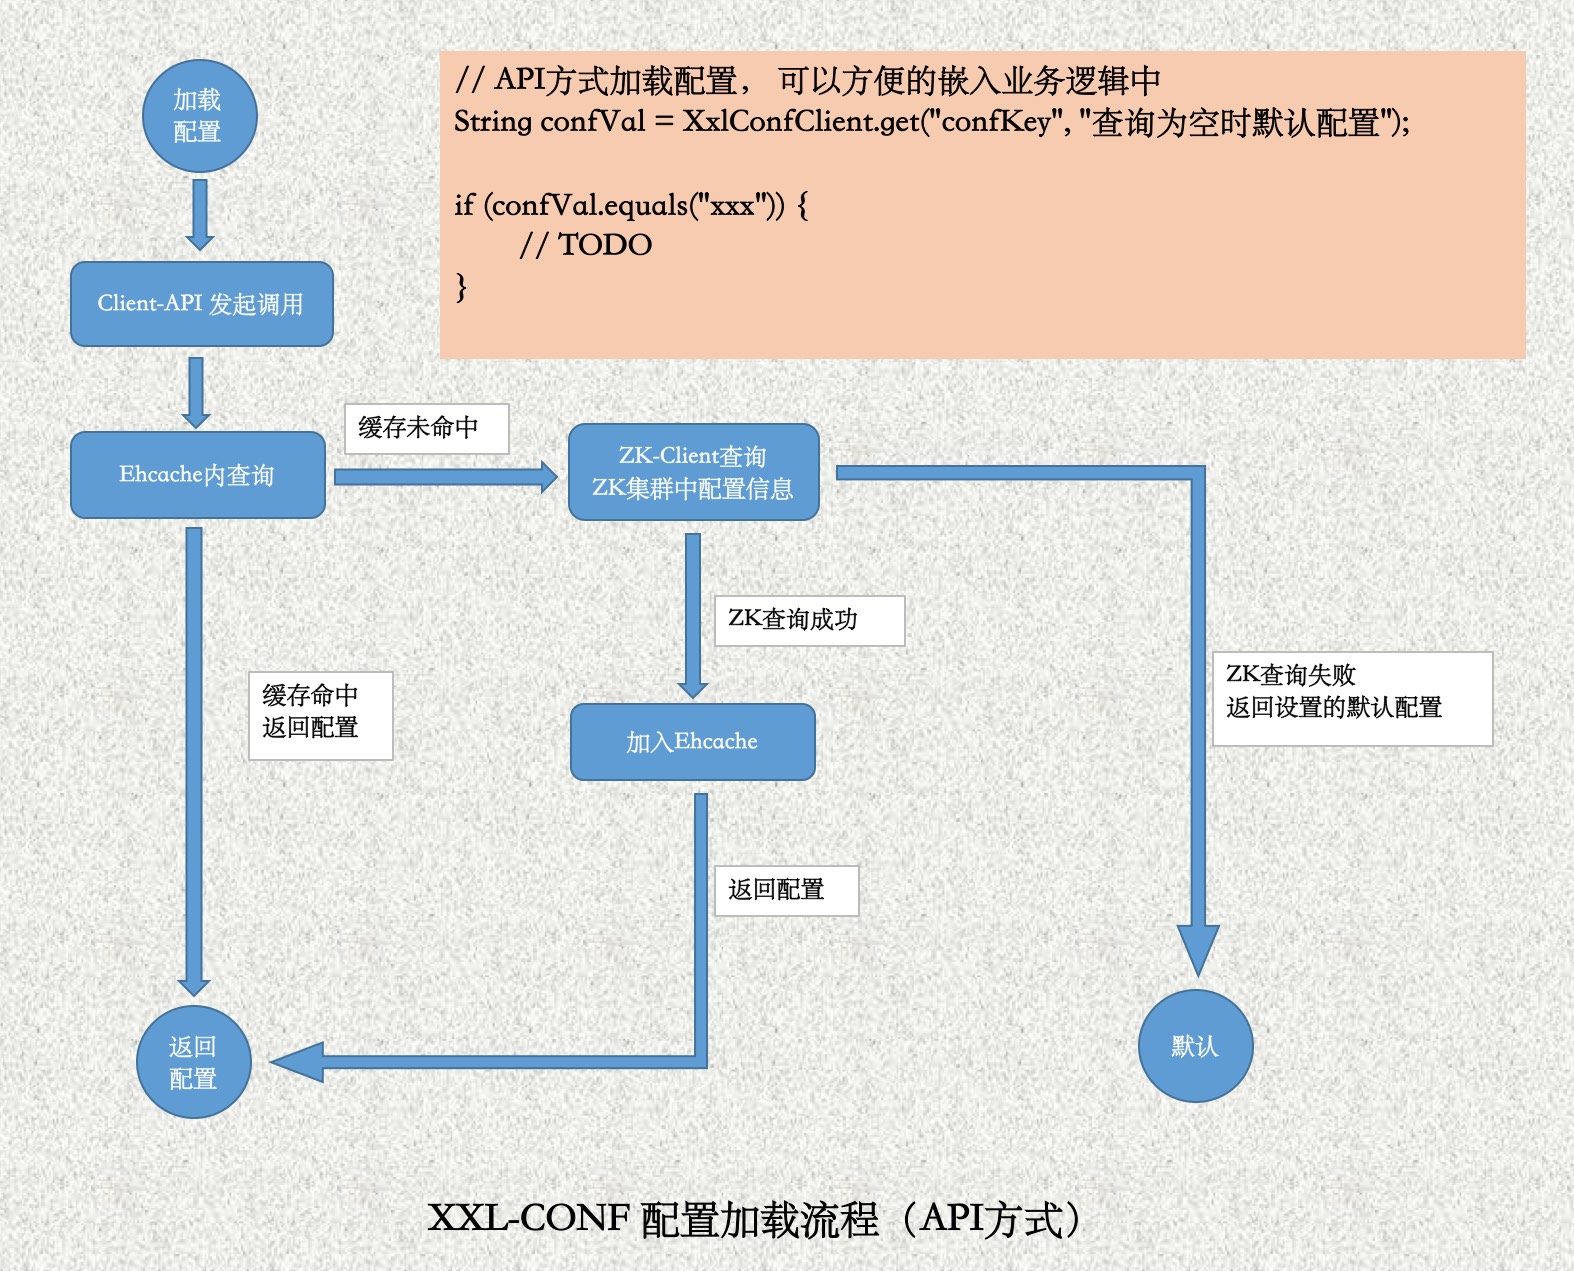 加载
配置
// API方式加载配置， 可以方便的嵌入业务逻辑中
String confVal = XxlConfClient.get("confKey", "查询为空时默认配置");
if (confVal.equals("xxx")) {
// TODO
}
Client-API 发起调用
缓存未命中
Ehcache内查询
ZK-Client查询
ZK集群中配置信息
ZK查询成功
缓存命中
返回配置
ZK查询失败
返回设置的默认配置
加入Ehcache
返回配置
返回
配置
默认
XXL-CONF 配置加载流程（API方式）